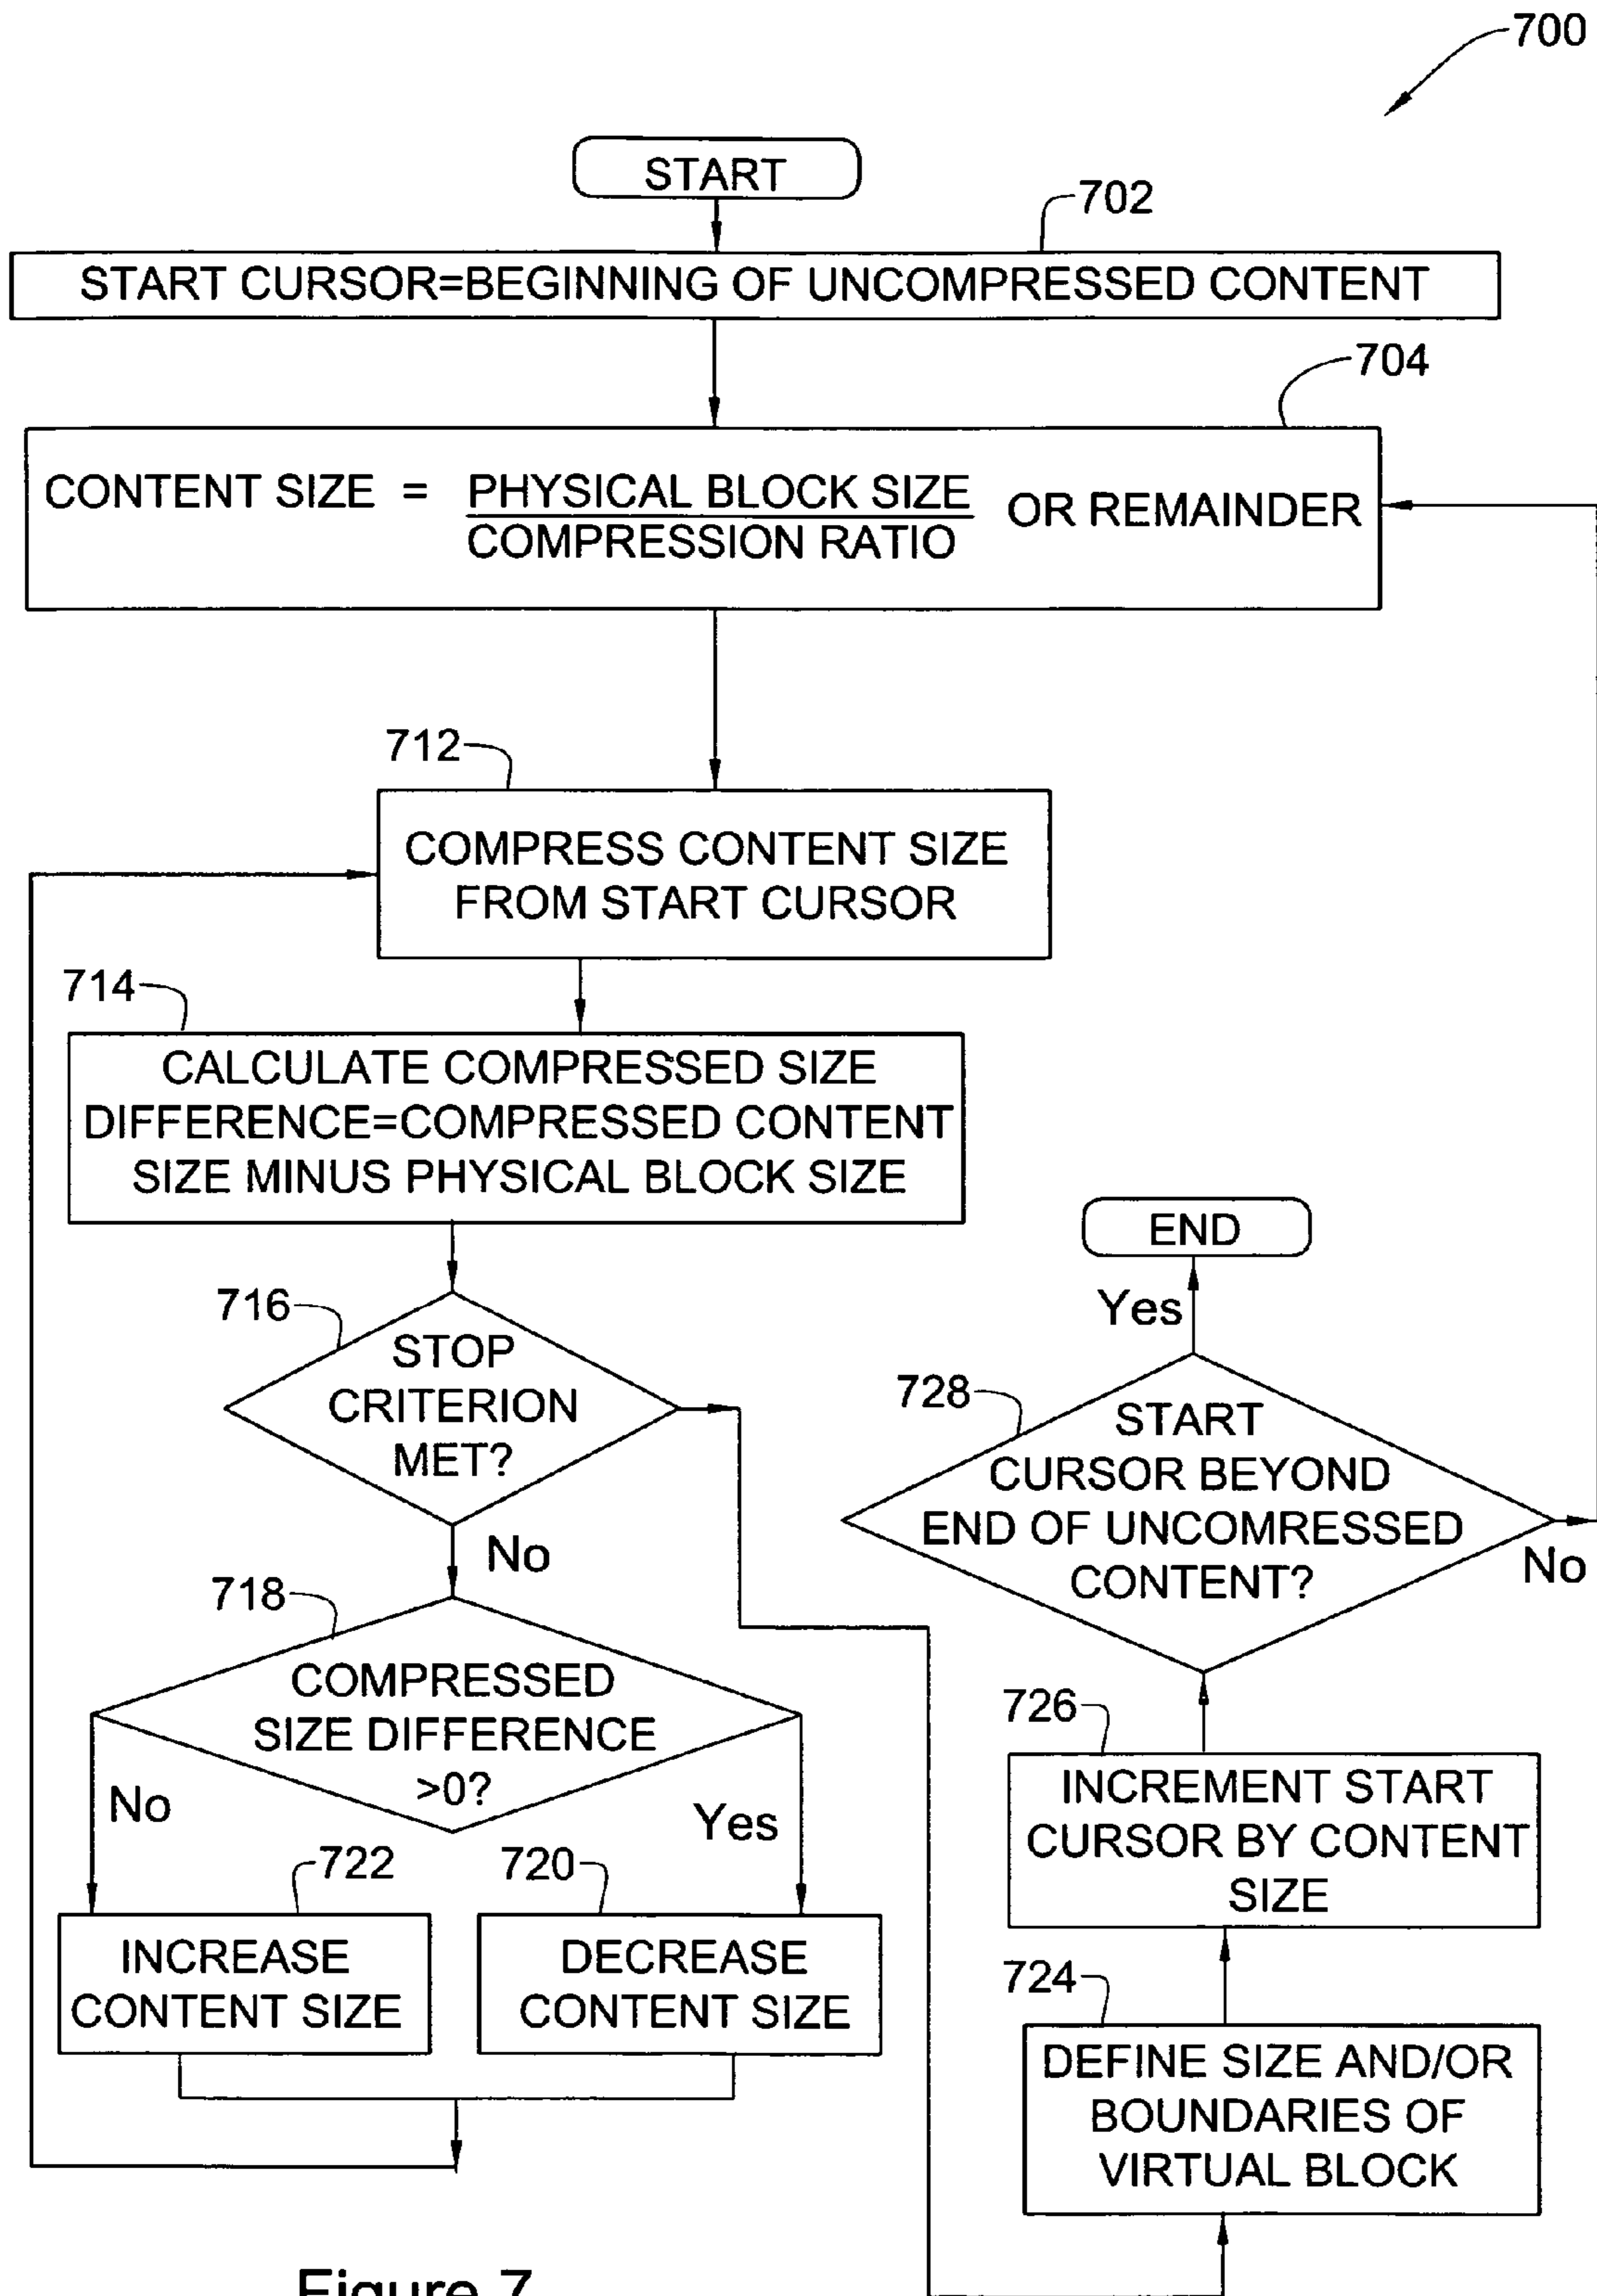 700
START
702
START CURSOR=BEGINNING OF UNCOMPRESSED CONTENT
704
CONTENT SIZE = PHYSICAL BLOCK SIZE
COMPRESSION RATIO
OR REMAINDER
712
COMPRESS CONTENT SIZE
FROM START CURSOR
714
CALCULATE COMPRESSED SIZE
DIFFERENCE=COMPRESSED CONTENT
SIZE MINUS PHYSICAL BLOCK SIZE
716
STOP
CRITERION
MET?
No
718
COMPRESSED
SIZE DIFFERENCE
>0?
No
Yes
722
INCREASE
CONTENT SIZE
720
DECREASE
CONTENT SIZE
END
Yes
728
START
CURSOR BEYOND
END OF UNCOMRESSED
CONTENT?
No
726
INCREMENT START
CURSOR BY CONTENT
SIZE
724
DEFINE SIZE AND/OR
BOUNDARIES OF
VIRTUAL BLOCK
Figure 7